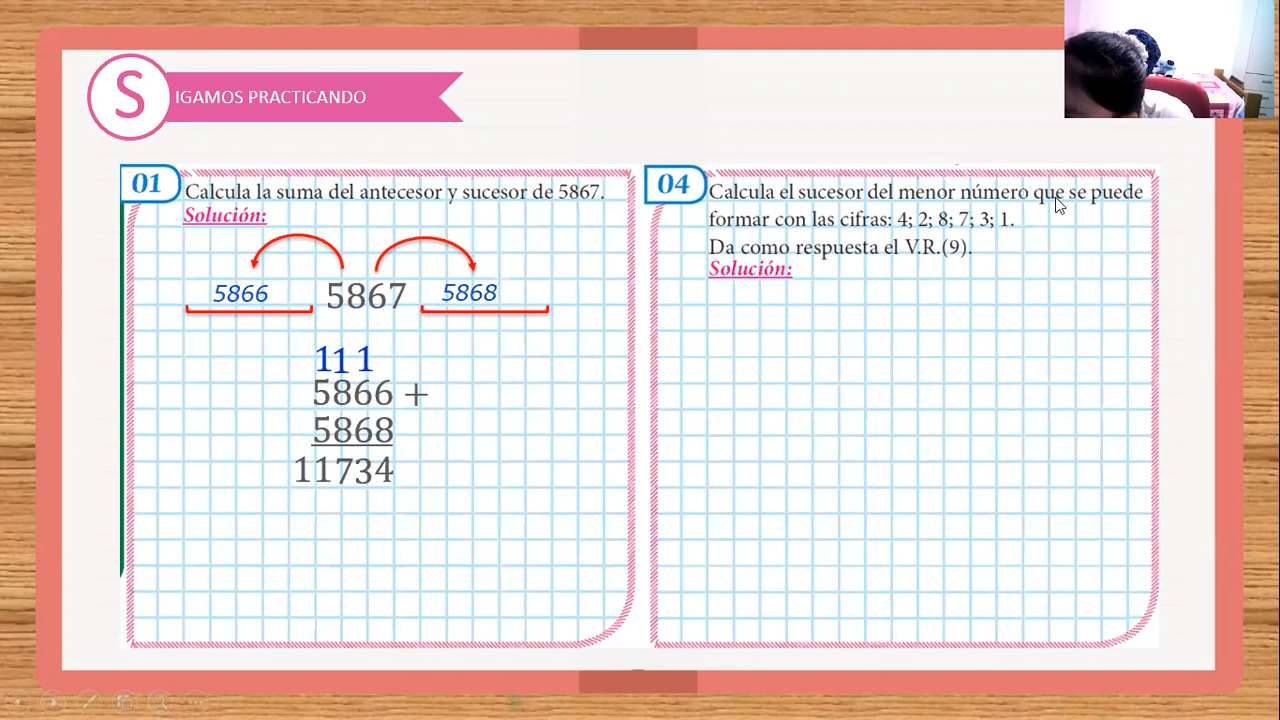 S
IGAMOS PRACTICANDO
01
Calcula la suma del antecesor y sucesor de 5867.
Solución:
5866 5867 5868
11 1
5866 +
5868
11734
04
Calcula el sucesor del menor número que se puede
formar con las cifras: 4; 2; 8; 7; 3; 1.
Da como respuesta el V.R.(9).
Solución: